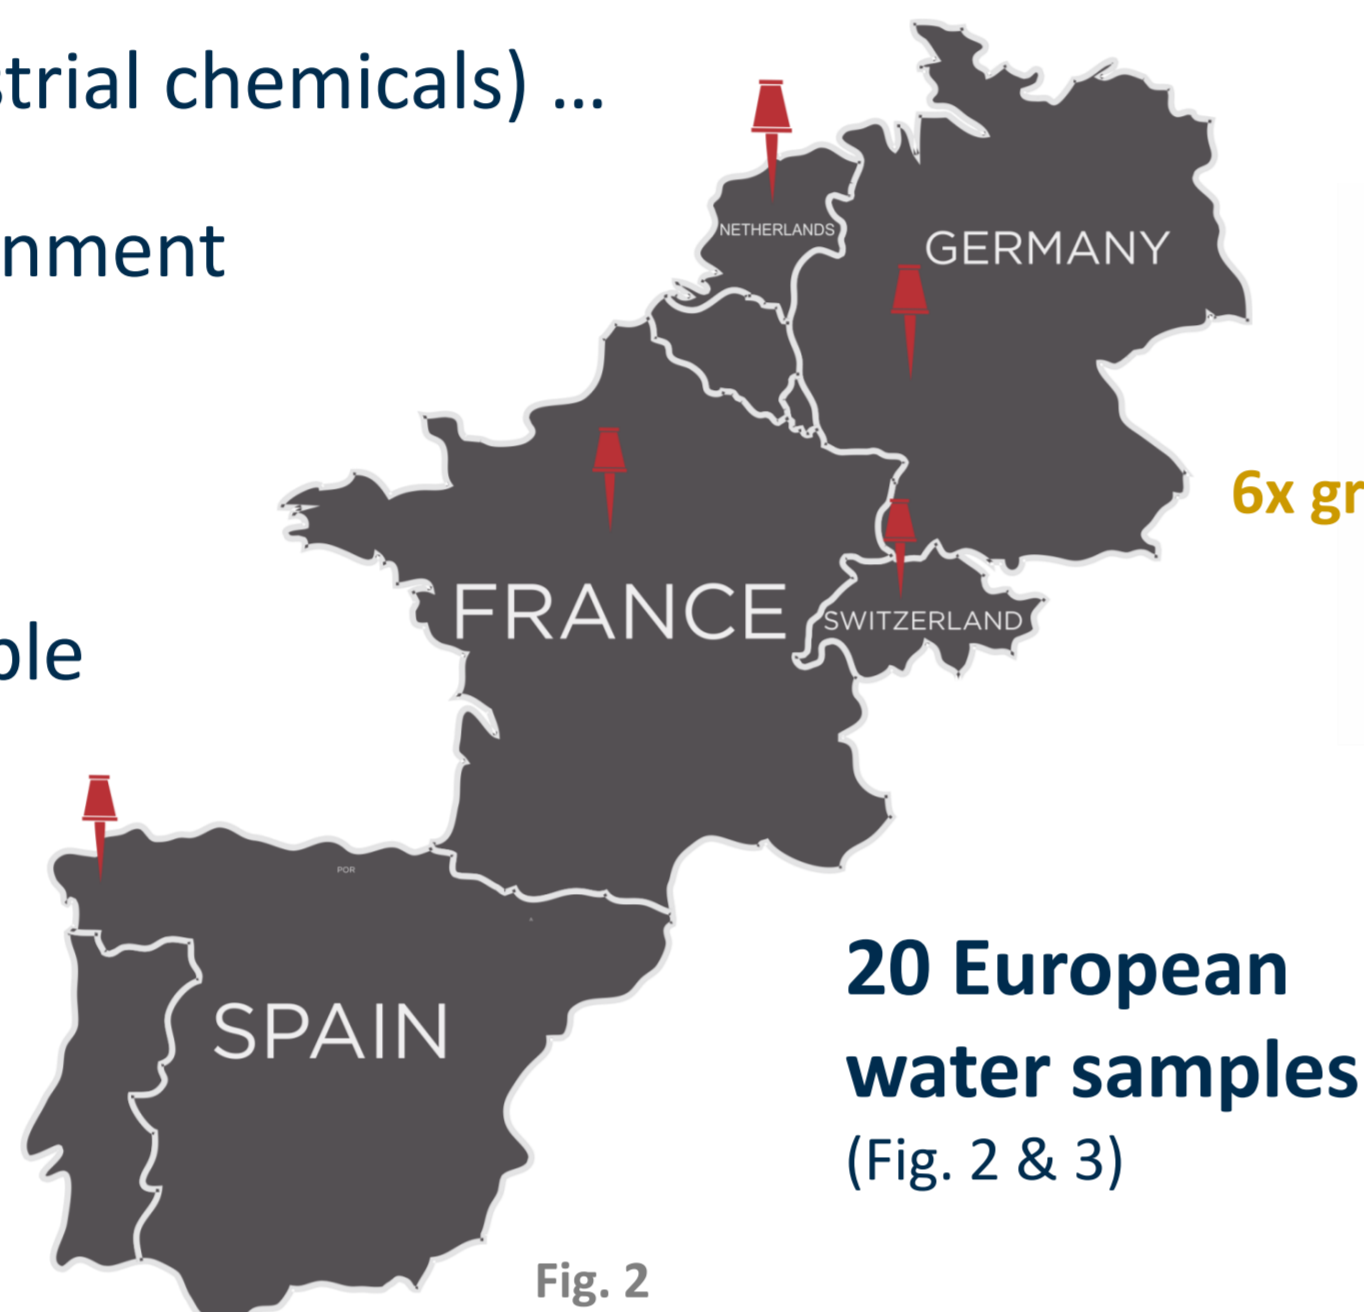 strial chemicals) ...
nment
ple
NETHERLANDS
GERMANY
6x gr
FRANCE
SWITZERLAND
POR
SPAIN
20 European
water samples
(Fig. 2 & 3)
Fig. 2